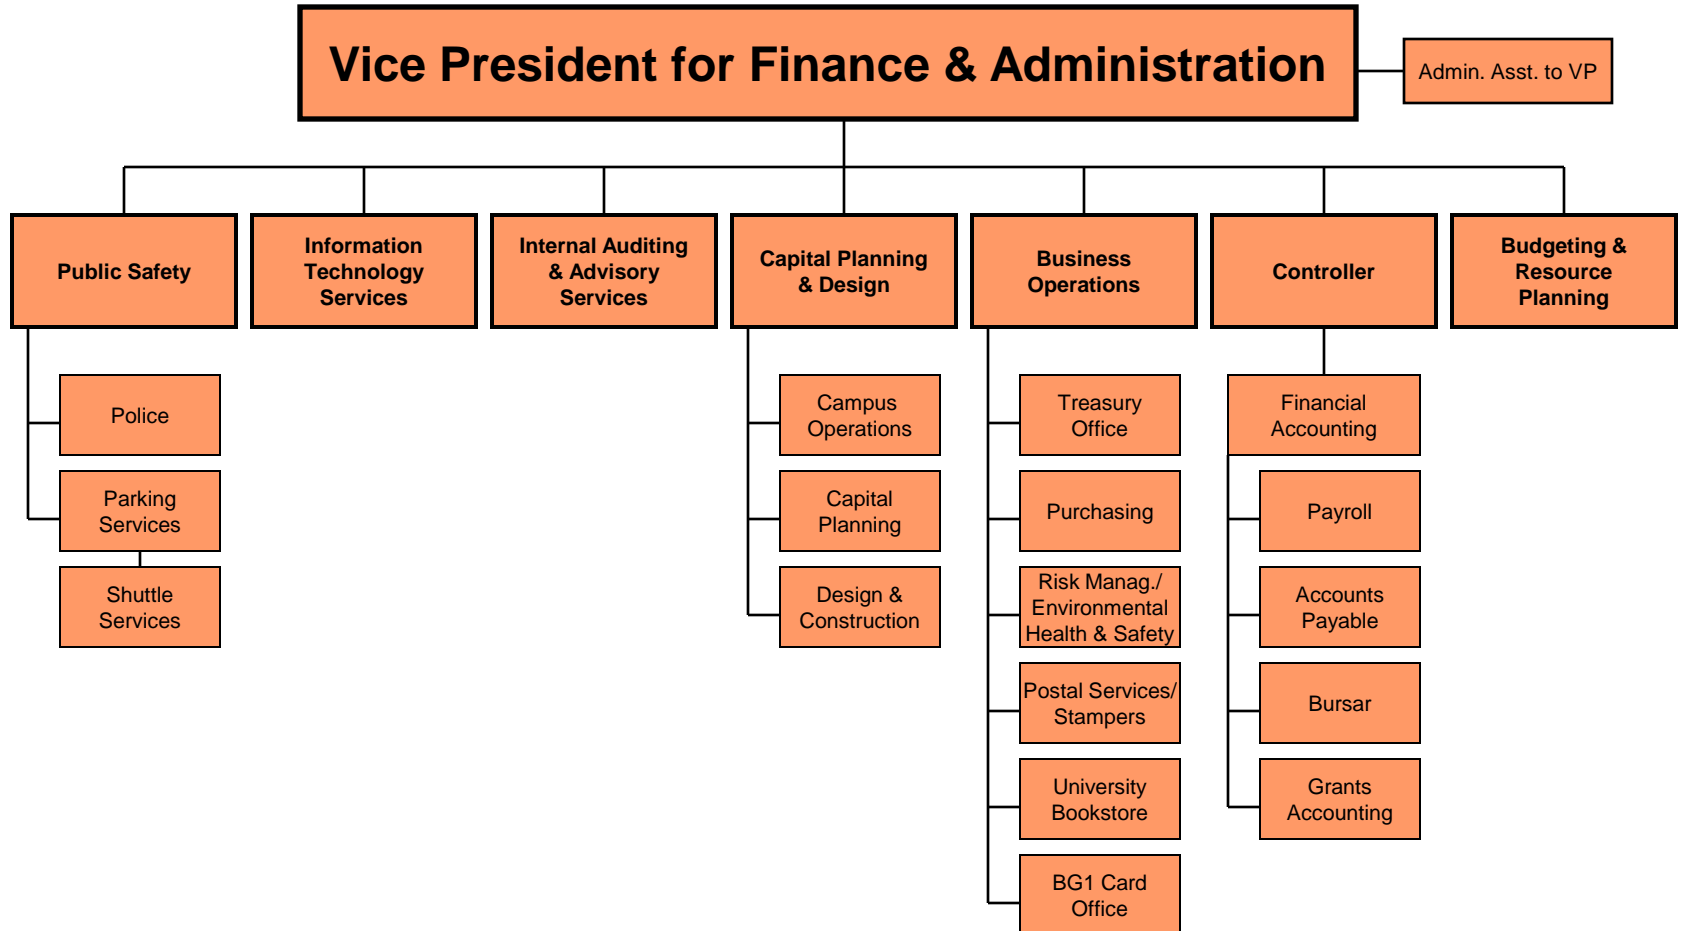 Vice President for Finance & Administration
Admin. Asst. to VP
Public Safety
Information
Technology
Services
Internal Auditing
& Advisory
Services
Capital Planning
& Design
Business
Operations
Controller
Budgeting &
Resource
Planning
Police
Parking
Services
Shuttle
Services
Campus
Operations
Capital
Planning
Design &
Construction
Treasury
Office
Purchasing
Risk Manag./
Environmental
Health & Safety
Postal Services/
Stampers
University
Bookstore
BG1 Card
Office
Financial
Accounting
Payroll
Accounts
Payable
Bursar
Grants
Accounting